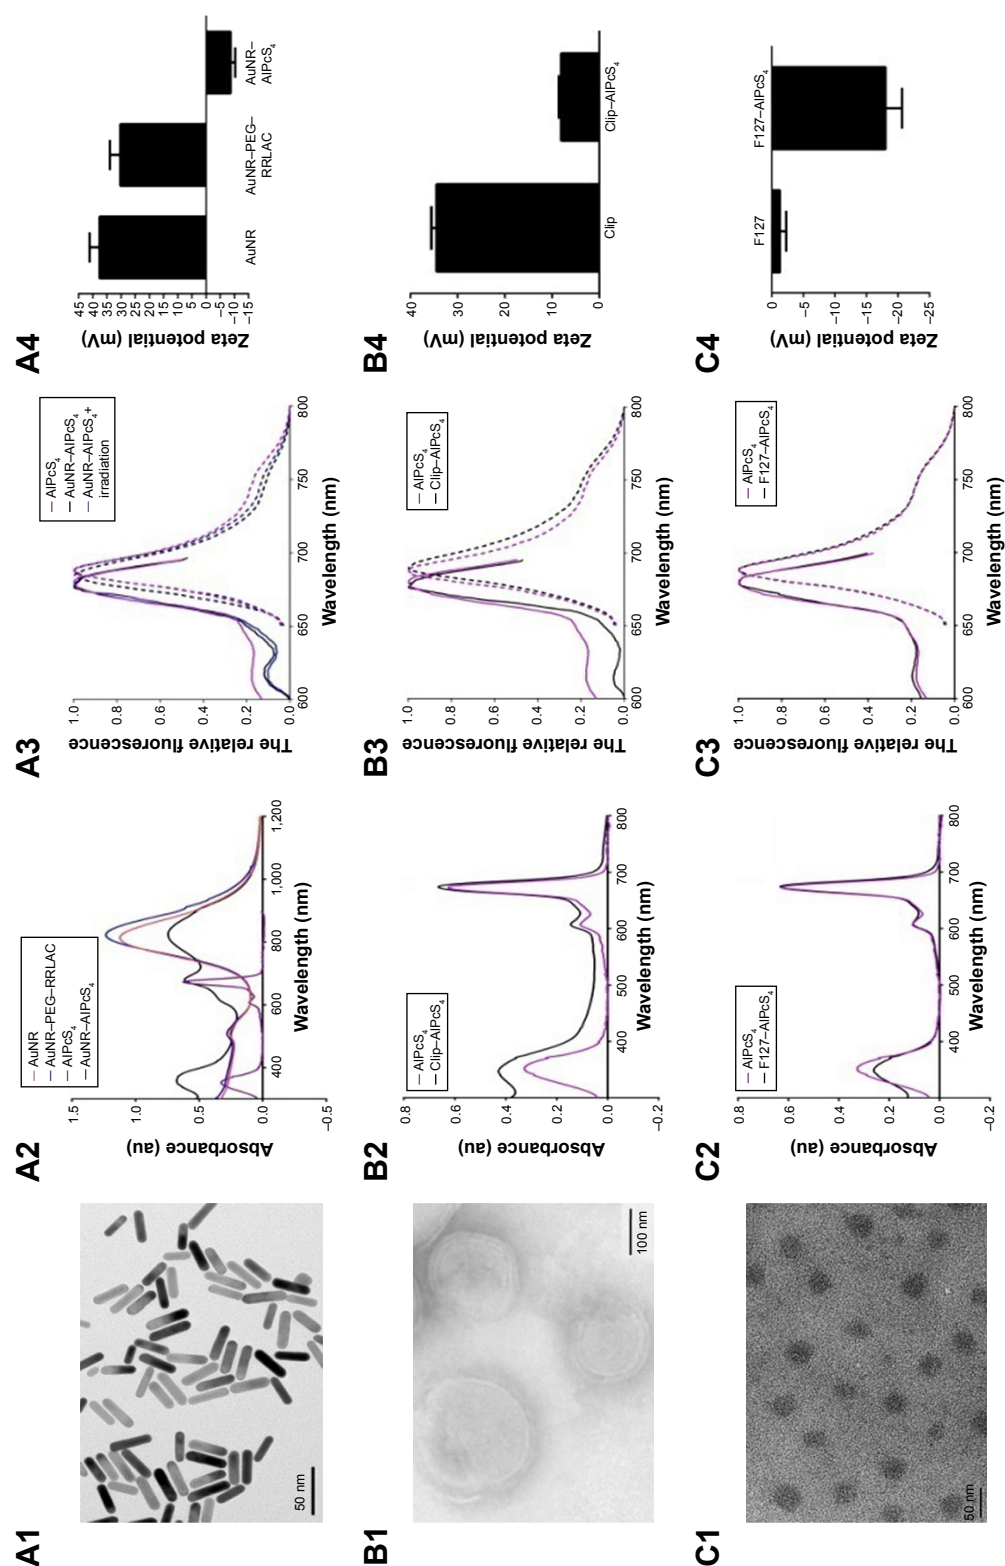 A1
50 nm
A2
Absorbance (au)
1.5
1.0
0.5
0.0
–0.5
400
600
800
1,000
1,200
Wavelength (nm)
AuNR
AuNR–PEG–RRLAC
AlPcS4
AuNR–AlPcS4
A3
The relative fluorescence
1.0
0.8
0.6
0.4
0.2
0.0
600
650
700
750
800
Wavelength (nm)
AlPcS4
AuNR–AlPcS4
AuNR–AlPcS4+
irradiation
A4
Zeta potential (mV)
45
40
35
30
25
20
15
10
5
0
–5
–10
–15
AuNR
AuNR–PEG–
RRLAC
AuNR–
AlPcS4
B1
100 nm
B2
Absorbance (au)
0.8
0.6
0.4
0.2
0.0
–0.2
400
500
600
700
800
Wavelength (nm)
AlPcS4
Clip–AlPcS4
B3
The relative fluorescence
1.0
0.8
0.6
0.4
0.2
0.0
600
650
700
750
800
Wavelength (nm)
AlPcS4
Clip–AlPcS4
B4
Zeta potential (mV)
40
30
20
10
0
Clip
Clip–AlPcS4
C1
50 nm
C2
Absorbance (au)
0.8
0.6
0.4
0.2
0.0
–0.2
400
500
600
700
800
Wavelength (nm)
AlPcS4
F127–AlPcS4
C3
The relative fluorescence
1.0
0.8
0.6
0.4
0.2
0.0
600
650
700
750
800
Wavelength (nm)
AlPcS4
F127–AlPcS4
C4
Zeta potential (mV)
0
–5
–10
–15
–20
–25
F127
F127–AlPcS4